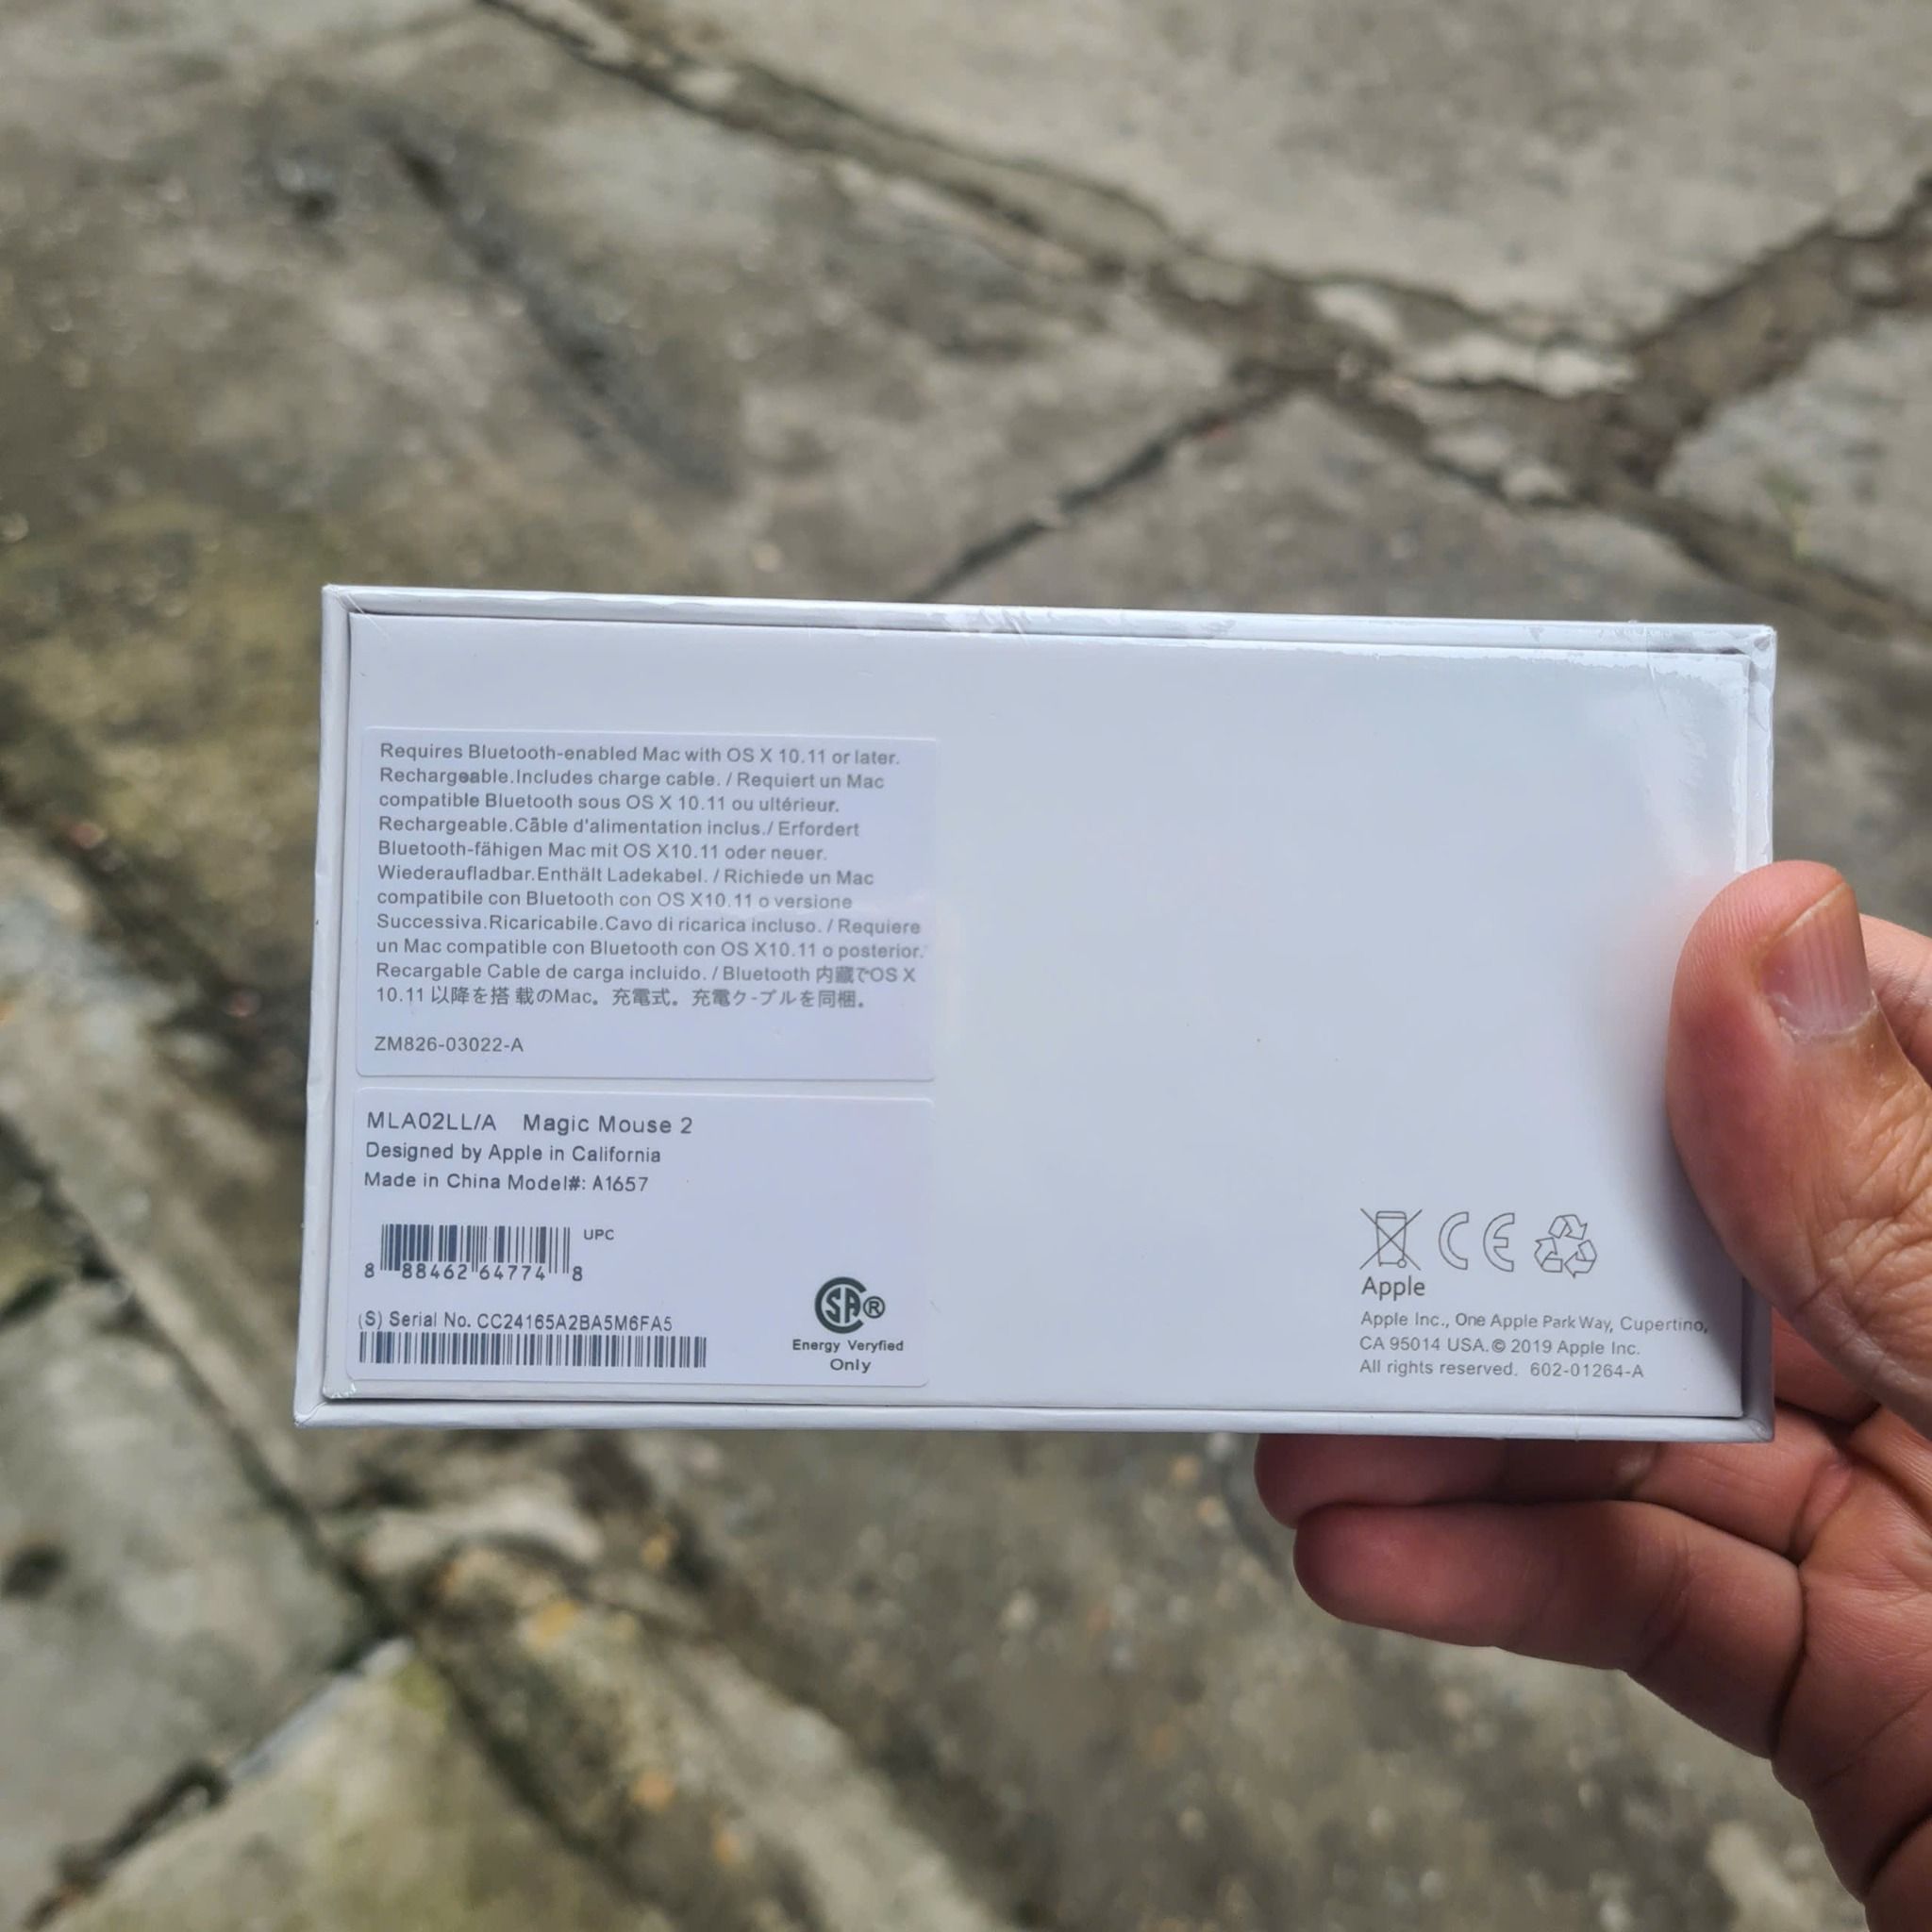 Requires Bluetooth-enabled Mac with OS X 10.11 or later.
Rechargeable.Includes charge cable. / Requiert un Mac
compatible Bluetooth sous OS X 10.11 ou ultérieur.
Rechargeable.Câble d'alimentation inclus./ Erfordert
Bluetooth-fähigen Mac mit OS X10.11 oder neuer.
Wiederaufladbar.Enthält Ladekabel. / Richiede un Mac
compatibile con Bluetooth con OS X10.11 o versione
Successiva.Ricaricabile.Cavo di ricarica incluso. / Requiere
un Mac compatible con Bluetooth con OS X10.11 o posterior.
Recargable Cable de carga incluido. / Bluetooth 内蔵でOS X
10.11 以降を搭 載のMac。充電式。充電ケ-ブルを同梱。
ZM826-03022-A
MLA02LL/A Magic Mouse 2
Designed by Apple in California
Made in China Model#: A1657
UPC
8 88462 64774 8
(S) Serial No. CC24165A2BA5M6FA5
SA®
Energy Veryfied
Only
CE
Apple
Apple Inc., One Apple Park Way, Cupertino,
CA 95014 USA.© 2019 Apple Inc.
All rights reserved. 602-01264-A